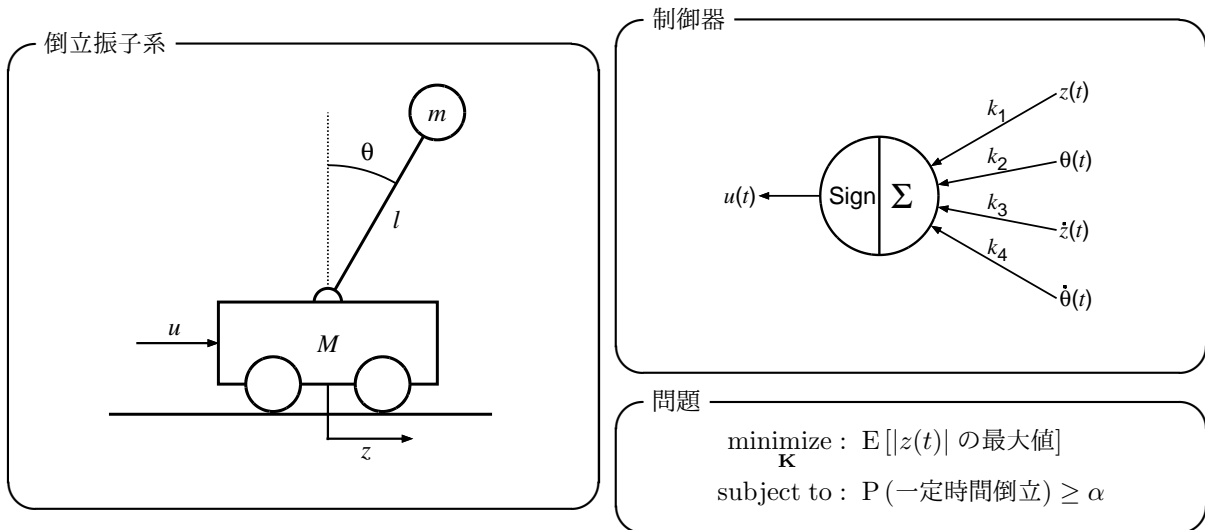 倒立振子系
m
θ
l
u
M
z
制御器
z(t)
k₁
k₂
θ(t)
u(t)
Sign
Σ
k₃
ż(t)
k₄
θ̇(t)
問題
minimize : E [|z(t)| の最大値]
K
subject to : P (一定時間倒立) ≥ α